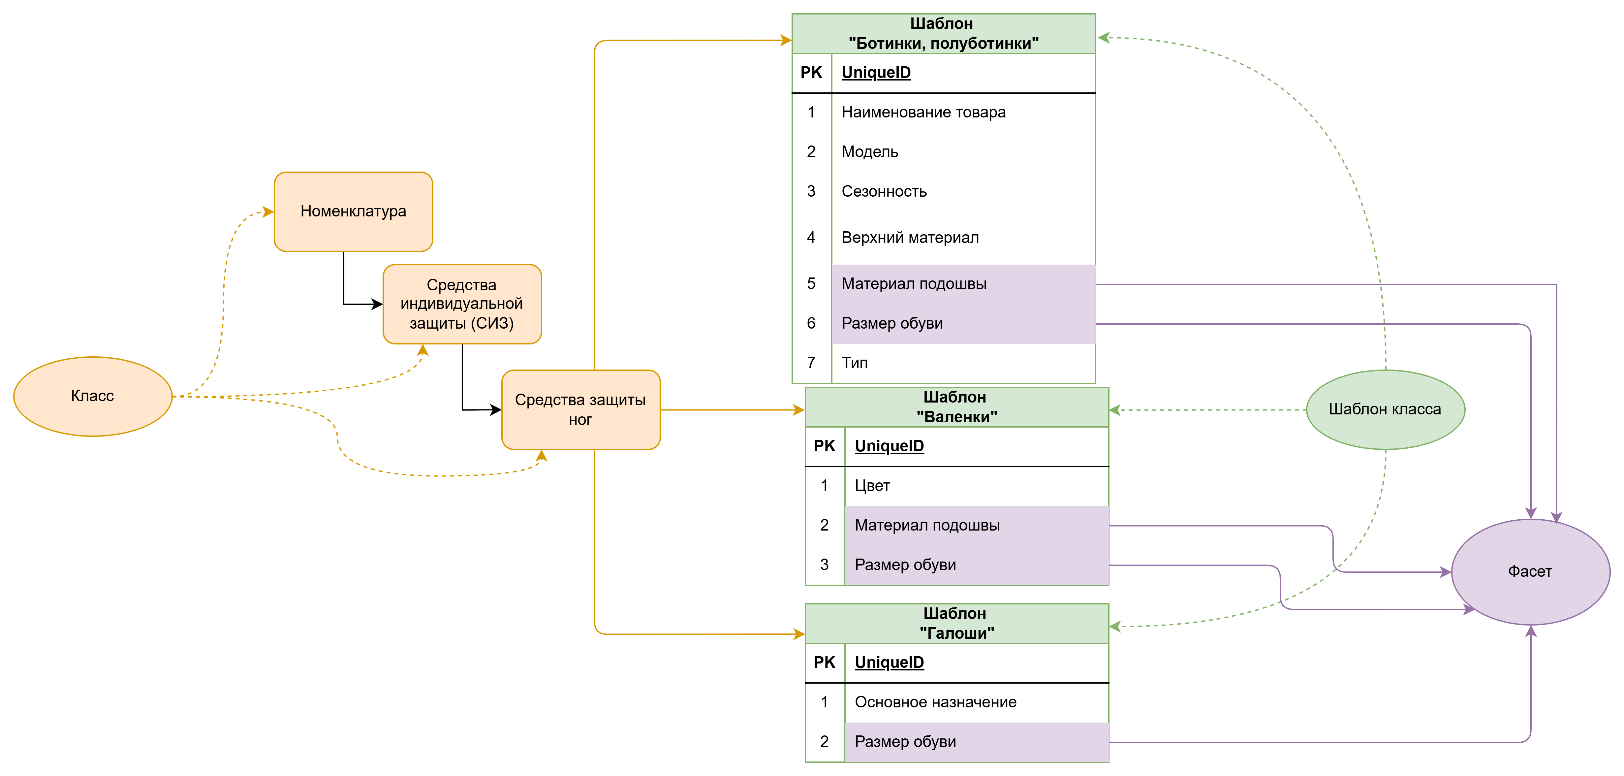 Класс
Номенклатура
Средства
индивидуальной
защиты (СИЗ)
Средства защиты
ног
Шаблон
"Ботинки, полуботинки"
PK UniqueID
1 Наименование товара
2 Модель
3 Сезонность
4 Верхний материал
5 Материал подошвы
6 Размер обуви
7 Тип
Шаблон
"Валенки"
PK UniqueID
1 Цвет
2 Материал подошвы
3 Размер обуви
Шаблон
"Галоши"
PK UniqueID
1 Основное назначение
2 Размер обуви
Шаблон класса
Фасет